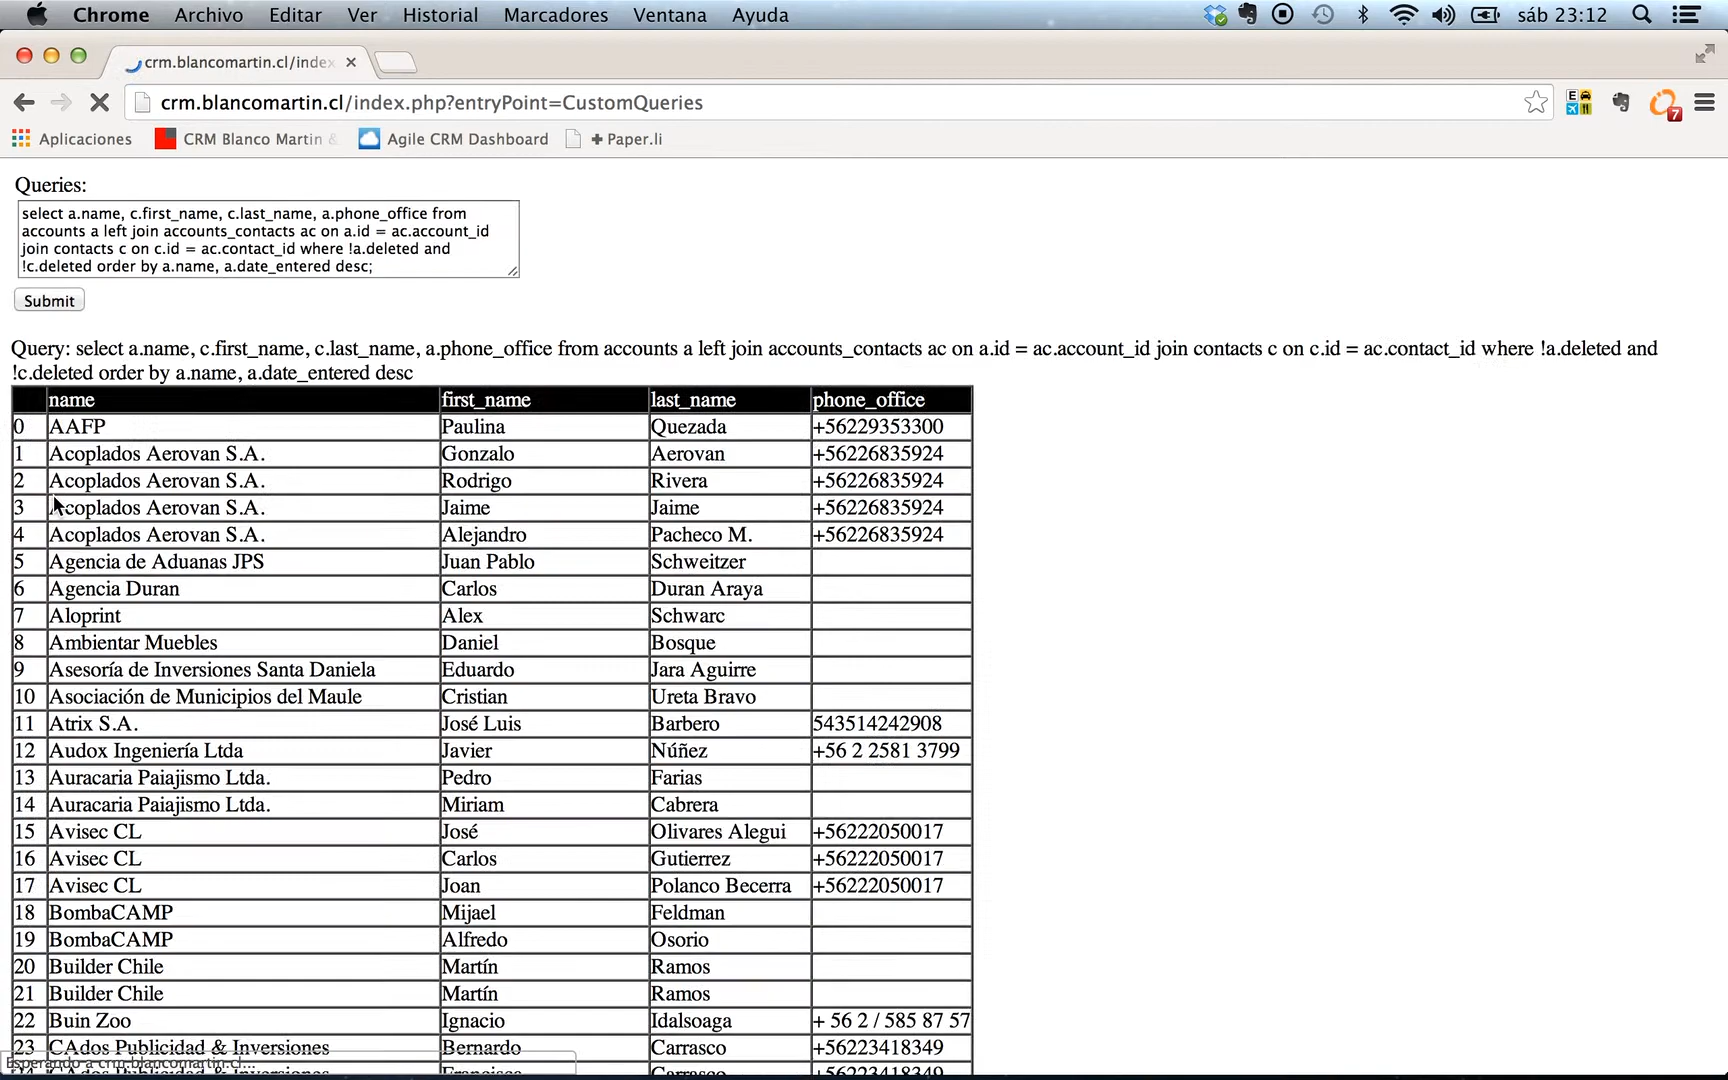 Chrome Archivo Editar Ver Historial Marcadores Ventana Ayuda sáb 23:12
crm.blancomartin.cl/index
crm.blancomartin.cl/index.php?entryPoint=CustomQueries
7
Aplicaciones CRM Blanco Martin & Agile CRM Dashboard + Paper.li
Queries:
select a.name, c.first_name, c.last_name, a.phone_office from
accounts a left join accounts_contacts ac on a.id = ac.account_id
join contacts c on c.id = ac.contact_id where !a.deleted and
!c.deleted order by a.name, a.date_entered desc;
Submit
Query: select a.name, c.first_name, c.last_name, a.phone_office from accounts a left join accounts_contacts ac on a.id = ac.account_id join contacts c on c.id = ac.contact_id where !a.deleted and
!c.deleted order by a.name, a.date_entered desc
name first_name last_name phone_office
0 AAFP Paulina Quezada +56229353300
1 Acoplados Aerovan S.A. Gonzalo Aerovan +56226835924
2 Acoplados Aerovan S.A. Rodrigo Rivera +56226835924
3 Acoplados Aerovan S.A. Jaime Jaime +56226835924
4 Acoplados Aerovan S.A. Alejandro Pacheco M. +56226835924
5 Agencia de Aduanas JPS Juan Pablo Schweitzer
6 Agencia Duran Carlos Duran Araya
7 Aloprint Alex Schwarc
8 Ambientar Muebles Daniel Bosque
9 Asesoría de Inversiones Santa Daniela Eduardo Jara Aguirre
10 Asociación de Municipios del Maule Cristian Ureta Bravo
11 Atrix S.A. José Luis Barbero 543514242908
12 Audox Ingeniería Ltda Javier Núñez +56 2 2581 3799
13 Auracaria Paiajismo Ltda. Pedro Farias
14 Auracaria Paiajismo Ltda. Miriam Cabrera
15 Avisec CL José Olivares Alegui +56222050017
16 Avisec CL Carlos Gutierrez +56222050017
17 Avisec CL Joan Polanco Becerra +56222050017
18 BombaCAMP Mijael Feldman
19 BombaCAMP Alfredo Osorio
20 Builder Chile Martín Ramos
21 Builder Chile Martín Ramos
22 Buin Zoo Ignacio Idalsoaga + 56 2 / 585 87 57
23 CAdos Publicidad & Inversiones Bernardo Carrasco +56223418349
Esperando a crm.blancomartin.cl...